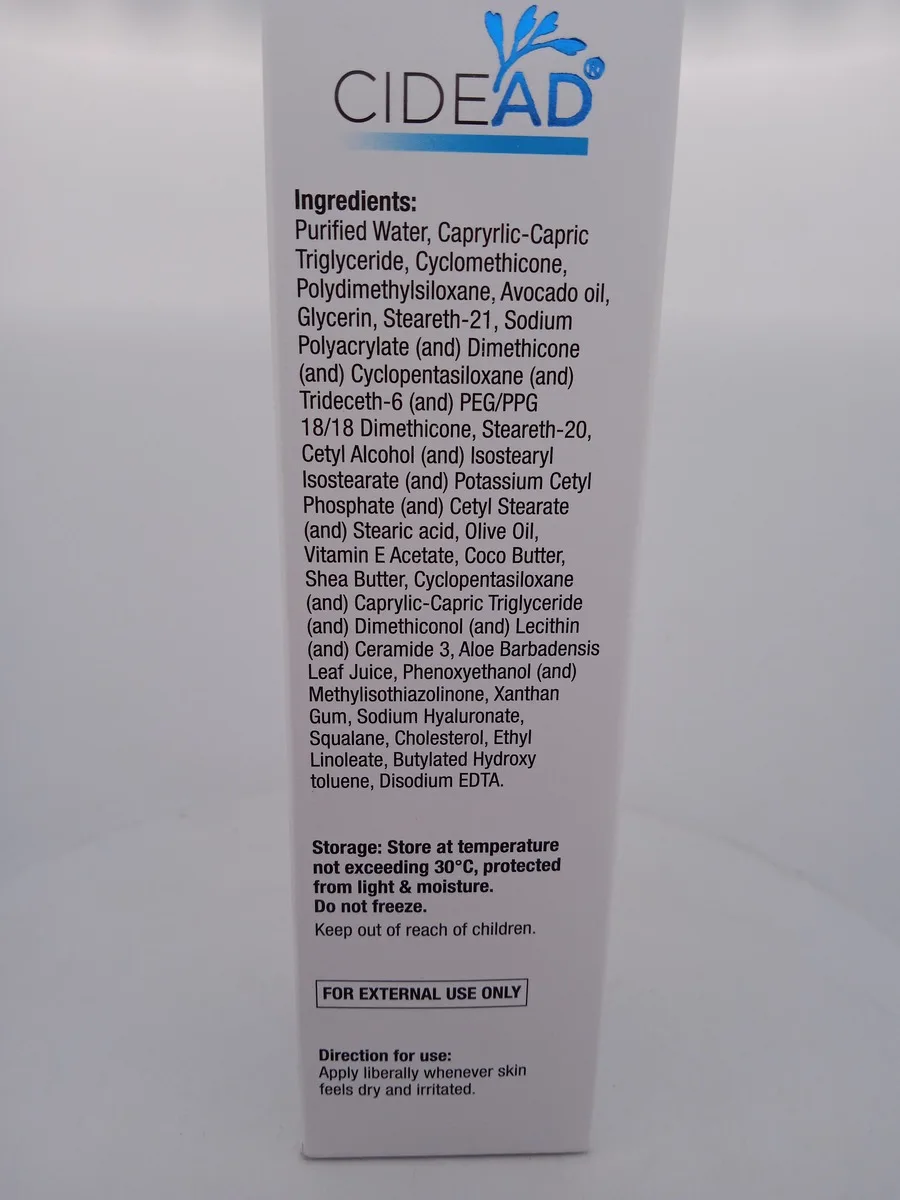 CIDEAD®
Ingredients:
Purified Water, Capryrlic-Capric
Triglyceride, Cyclomethicone,
Polydimethylsiloxane, Avocado oil,
Glycerin, Steareth-21, Sodium
Polyacrylate (and) Dimethicone
(and) Cyclopentasiloxane (and)
Trideceth-6 (and) PEG/PPG
18/18 Dimethicone, Steareth-20,
Cetyl Alcohol (and) Isostearyl
Isostearate (and) Potassium Cetyl
Phosphate (and) Cetyl Stearate
(and) Stearic acid, Olive Oil,
Vitamin E Acetate, Coco Butter,
Shea Butter, Cyclopentasiloxane
(and) Caprylic-Capric Triglyceride
(and) Dimethiconol (and) Lecithin
(and) Ceramide 3, Aloe Barbadensis
Leaf Juice, Phenoxyethanol (and)
Methylisothiazolinone, Xanthan
Gum, Sodium Hyaluronate,
Squalane, Cholesterol, Ethyl
Linoleate, Butylated Hydroxy
toluene, Disodium EDTA.
Storage: Store at temperature
not exceeding 30°C, protected
from light & moisture.
Do not freeze.
Keep out of reach of children.
FOR EXTERNAL USE ONLY
Direction for use:
Apply liberally whenever skin
feels dry and irritated.